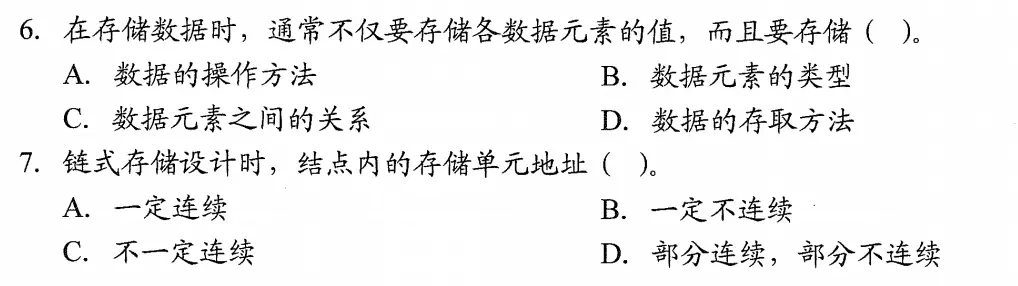 6. 在存储数据时，通常不仅要存储各数据元素的值，而且要存储（ ）。
A. 数据的操作方法 B. 数据元素的类型
C. 数据元素之间的关系 D. 数据的存取方法
7. 链式存储设计时，结点内的存储单元地址（ ）。
A. 一定连续 B. 一定不连续
C. 不一定连续 D. 部分连续，部分不连续